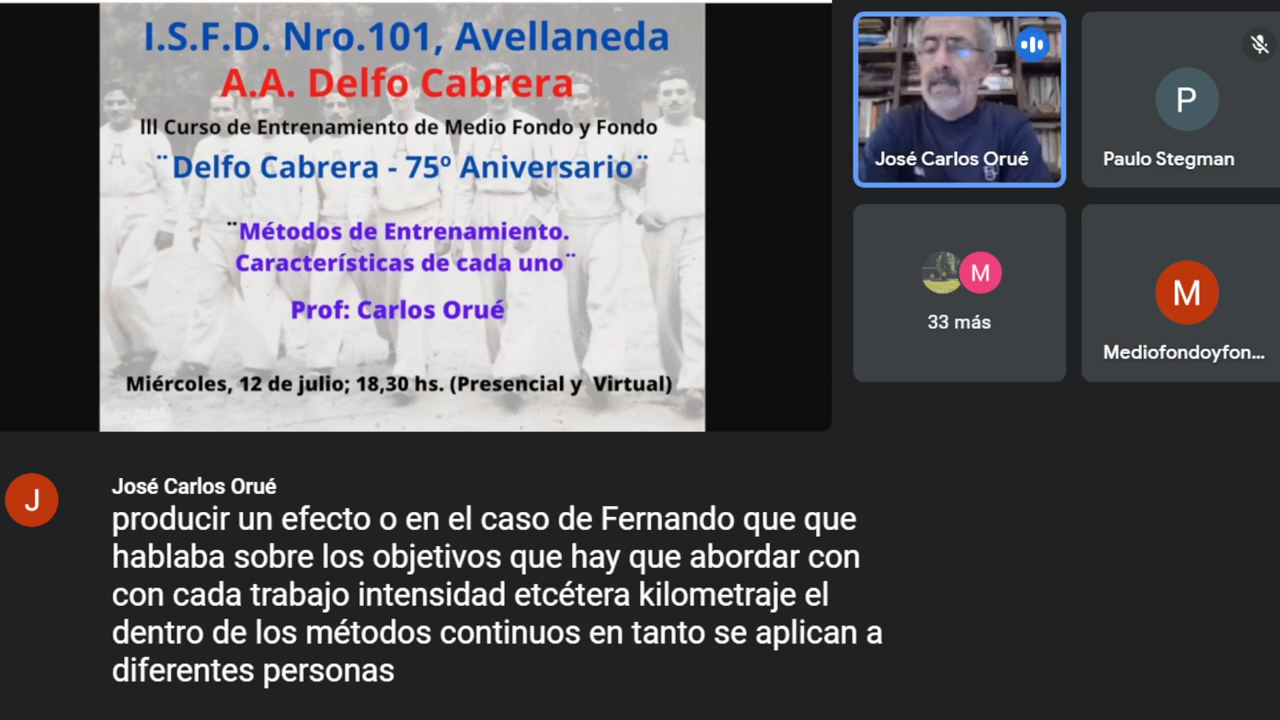 I.S.F.D. Nro.101, Avellaneda
A.A. Delfo Cabrera
III Curso de Entrenamiento de Medio Fondo y Fondo
¨Delfo Cabrera - 75º Aniversario¨
¨Métodos de Entrenamiento.
Características de cada uno¨
Prof: Carlos Orué
Miércoles, 12 de julio; 18,30 hs. (Presencial y Virtual)
José Carlos Orué
P
Paulo Stegman
M
33 más
M
Mediofondoyfon...
J
José Carlos Orué
producir un efecto o en el caso de Fernando que que
hablaba sobre los objetivos que hay que abordar con
con cada trabajo intensidad etcétera kilometraje el
dentro de los métodos continuos en tanto se aplican a
diferentes personas